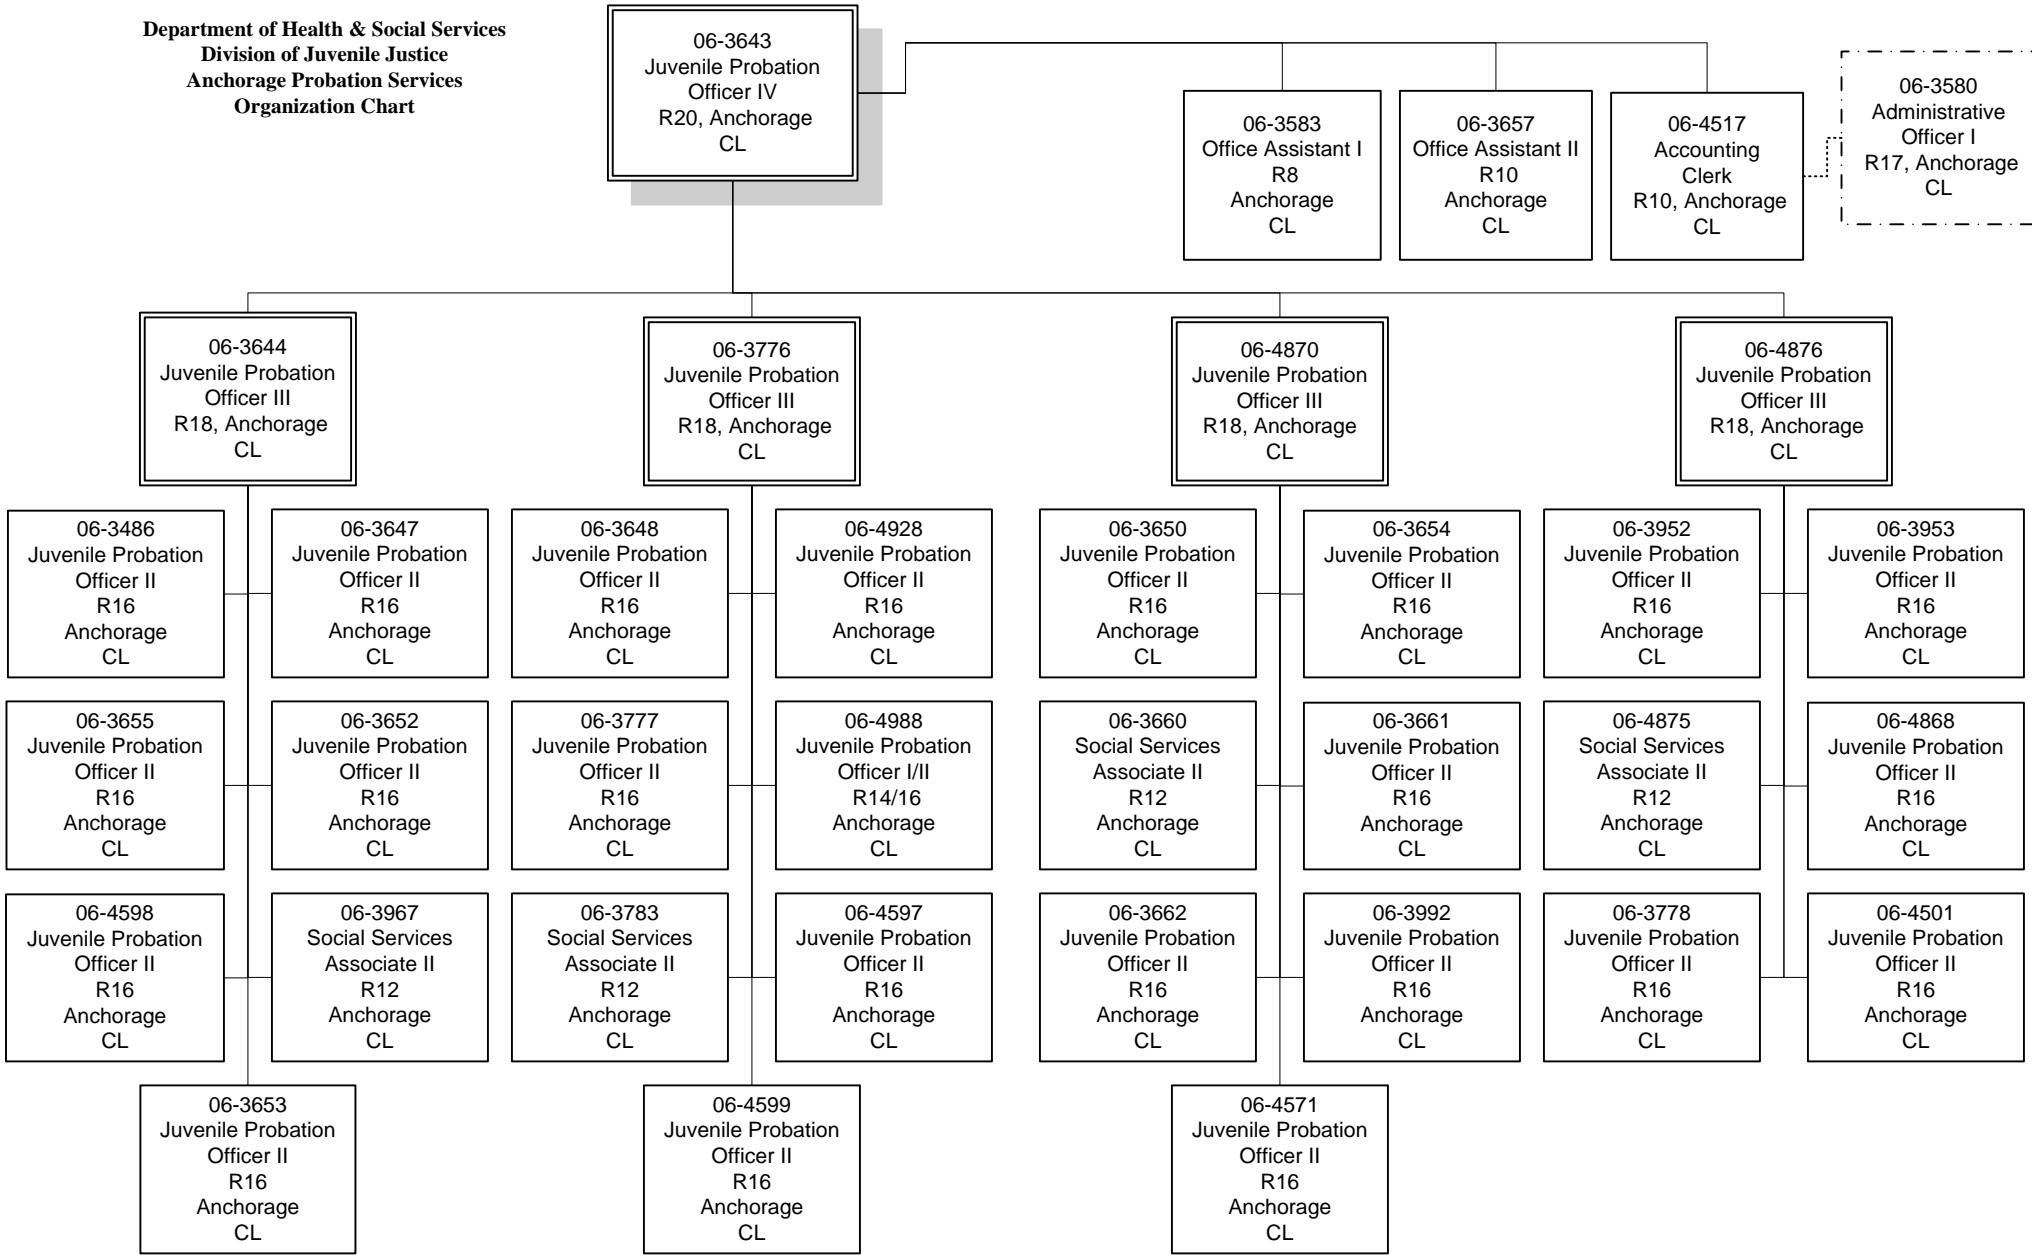 Department of Health & Social Services
Division of Juvenile Justice
Anchorage Probation Services
Organization Chart
06-3643
Juvenile Probation
Officer IV
R20, Anchorage
CL
06-3583
Office Assistant I
R8
Anchorage
CL
06-3657
Office Assistant II
R10
Anchorage
CL
06-4517
Accounting
Clerk
R10, Anchorage
CL
06-3580
Administrative
Officer I
R17, Anchorage
CL
06-3644
Juvenile Probation
Officer III
R18, Anchorage
CL
06-3776
Juvenile Probation
Officer III
R18, Anchorage
CL
06-4870
Juvenile Probation
Officer III
R18, Anchorage
CL
06-4876
Juvenile Probation
Officer III
R18, Anchorage
CL
06-3486
Juvenile Probation
Officer II
R16
Anchorage
CL
06-3647
Juvenile Probation
Officer II
R16
Anchorage
CL
06-3648
Juvenile Probation
Officer II
R16
Anchorage
CL
06-4928
Juvenile Probation
Officer II
R16
Anchorage
CL
06-3650
Juvenile Probation
Officer II
R16
Anchorage
CL
06-3654
Juvenile Probation
Officer II
R16
Anchorage
CL
06-3952
Juvenile Probation
Officer II
R16
Anchorage
CL
06-3953
Juvenile Probation
Officer II
R16
Anchorage
CL
06-3655
Juvenile Probation
Officer II
R16
Anchorage
CL
06-3652
Juvenile Probation
Officer II
R16
Anchorage
CL
06-3777
Juvenile Probation
Officer II
R16
Anchorage
CL
06-4988
Juvenile Probation
Officer I/II
R14/16
Anchorage
CL
06-3660
Social Services
Associate II
R12
Anchorage
CL
06-3661
Juvenile Probation
Officer II
R16
Anchorage
CL
06-4875
Social Services
Associate II
R12
Anchorage
CL
06-4868
Juvenile Probation
Officer II
R16
Anchorage
CL
06-4598
Juvenile Probation
Officer II
R16
Anchorage
CL
06-3967
Social Services
Associate II
R12
Anchorage
CL
06-3783
Social Services
Associate II
R12
Anchorage
CL
06-4597
Juvenile Probation
Officer II
R16
Anchorage
CL
06-3662
Juvenile Probation
Officer II
R16
Anchorage
CL
06-3992
Juvenile Probation
Officer II
R16
Anchorage
CL
06-3778
Juvenile Probation
Officer II
R16
Anchorage
CL
06-4501
Juvenile Probation
Officer II
R16
Anchorage
CL
06-3653
Juvenile Probation
Officer II
R16
Anchorage
CL
06-4599
Juvenile Probation
Officer II
R16
Anchorage
CL
06-4571
Juvenile Probation
Officer II
R16
Anchorage
CL